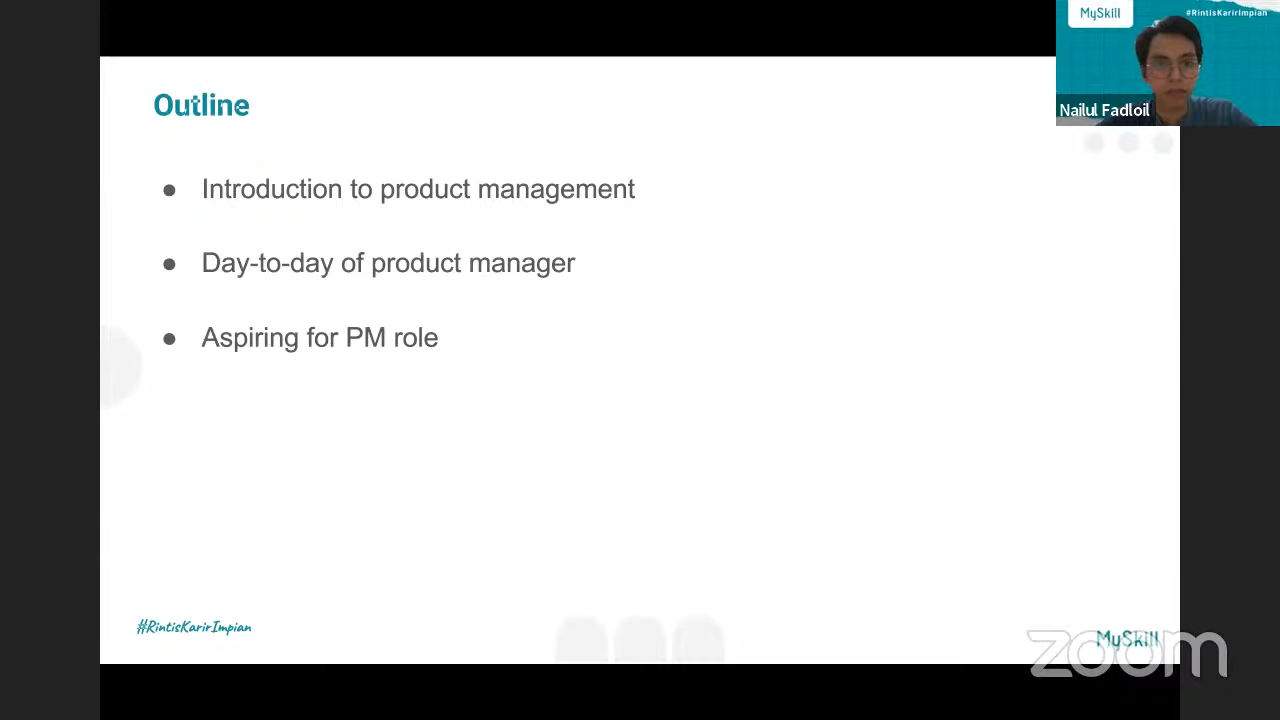 MySkill
#RintisKarirImpian
Nailul Fadloil
Outline
● Introduction to product management
● Day-to-day of product manager
● Aspiring for PM role
#RintisKarirImpian
MySkill
zoom